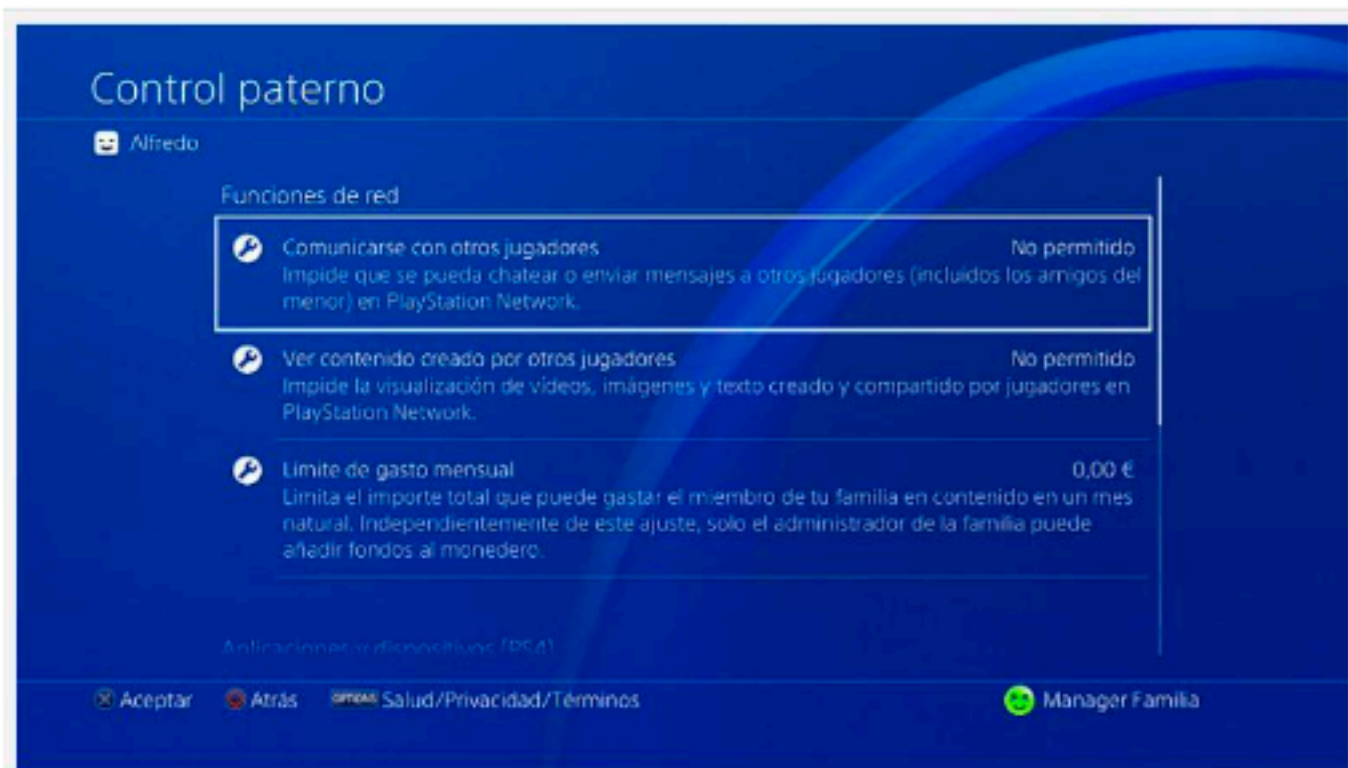 Control paterno
Alfredo
Funciones de red
Comunicarse con otros jugadores No permitido
Impide que se pueda chatear o enviar mensajes a otros jugadores (incluidos los amigos del
menor) en PlayStation Network.
Ver contenido creado por otros jugadores No permitido
Impide la visualización de vídeos, imágenes y texto creado y compartido por jugadores en
PlayStation Network.
Límite de gasto mensual 0,00 €
Limita el importe total que puede gastar el miembro de tu familia en contenido en un mes
natural. Independientemente de este ajuste, solo el administrador de la familia puede
añadir fondos al monedero.
Aplicaciones y dispositivos (PS4)
Aceptar Atrás OPTIONS Salud/Privacidad/Términos Manager Familia